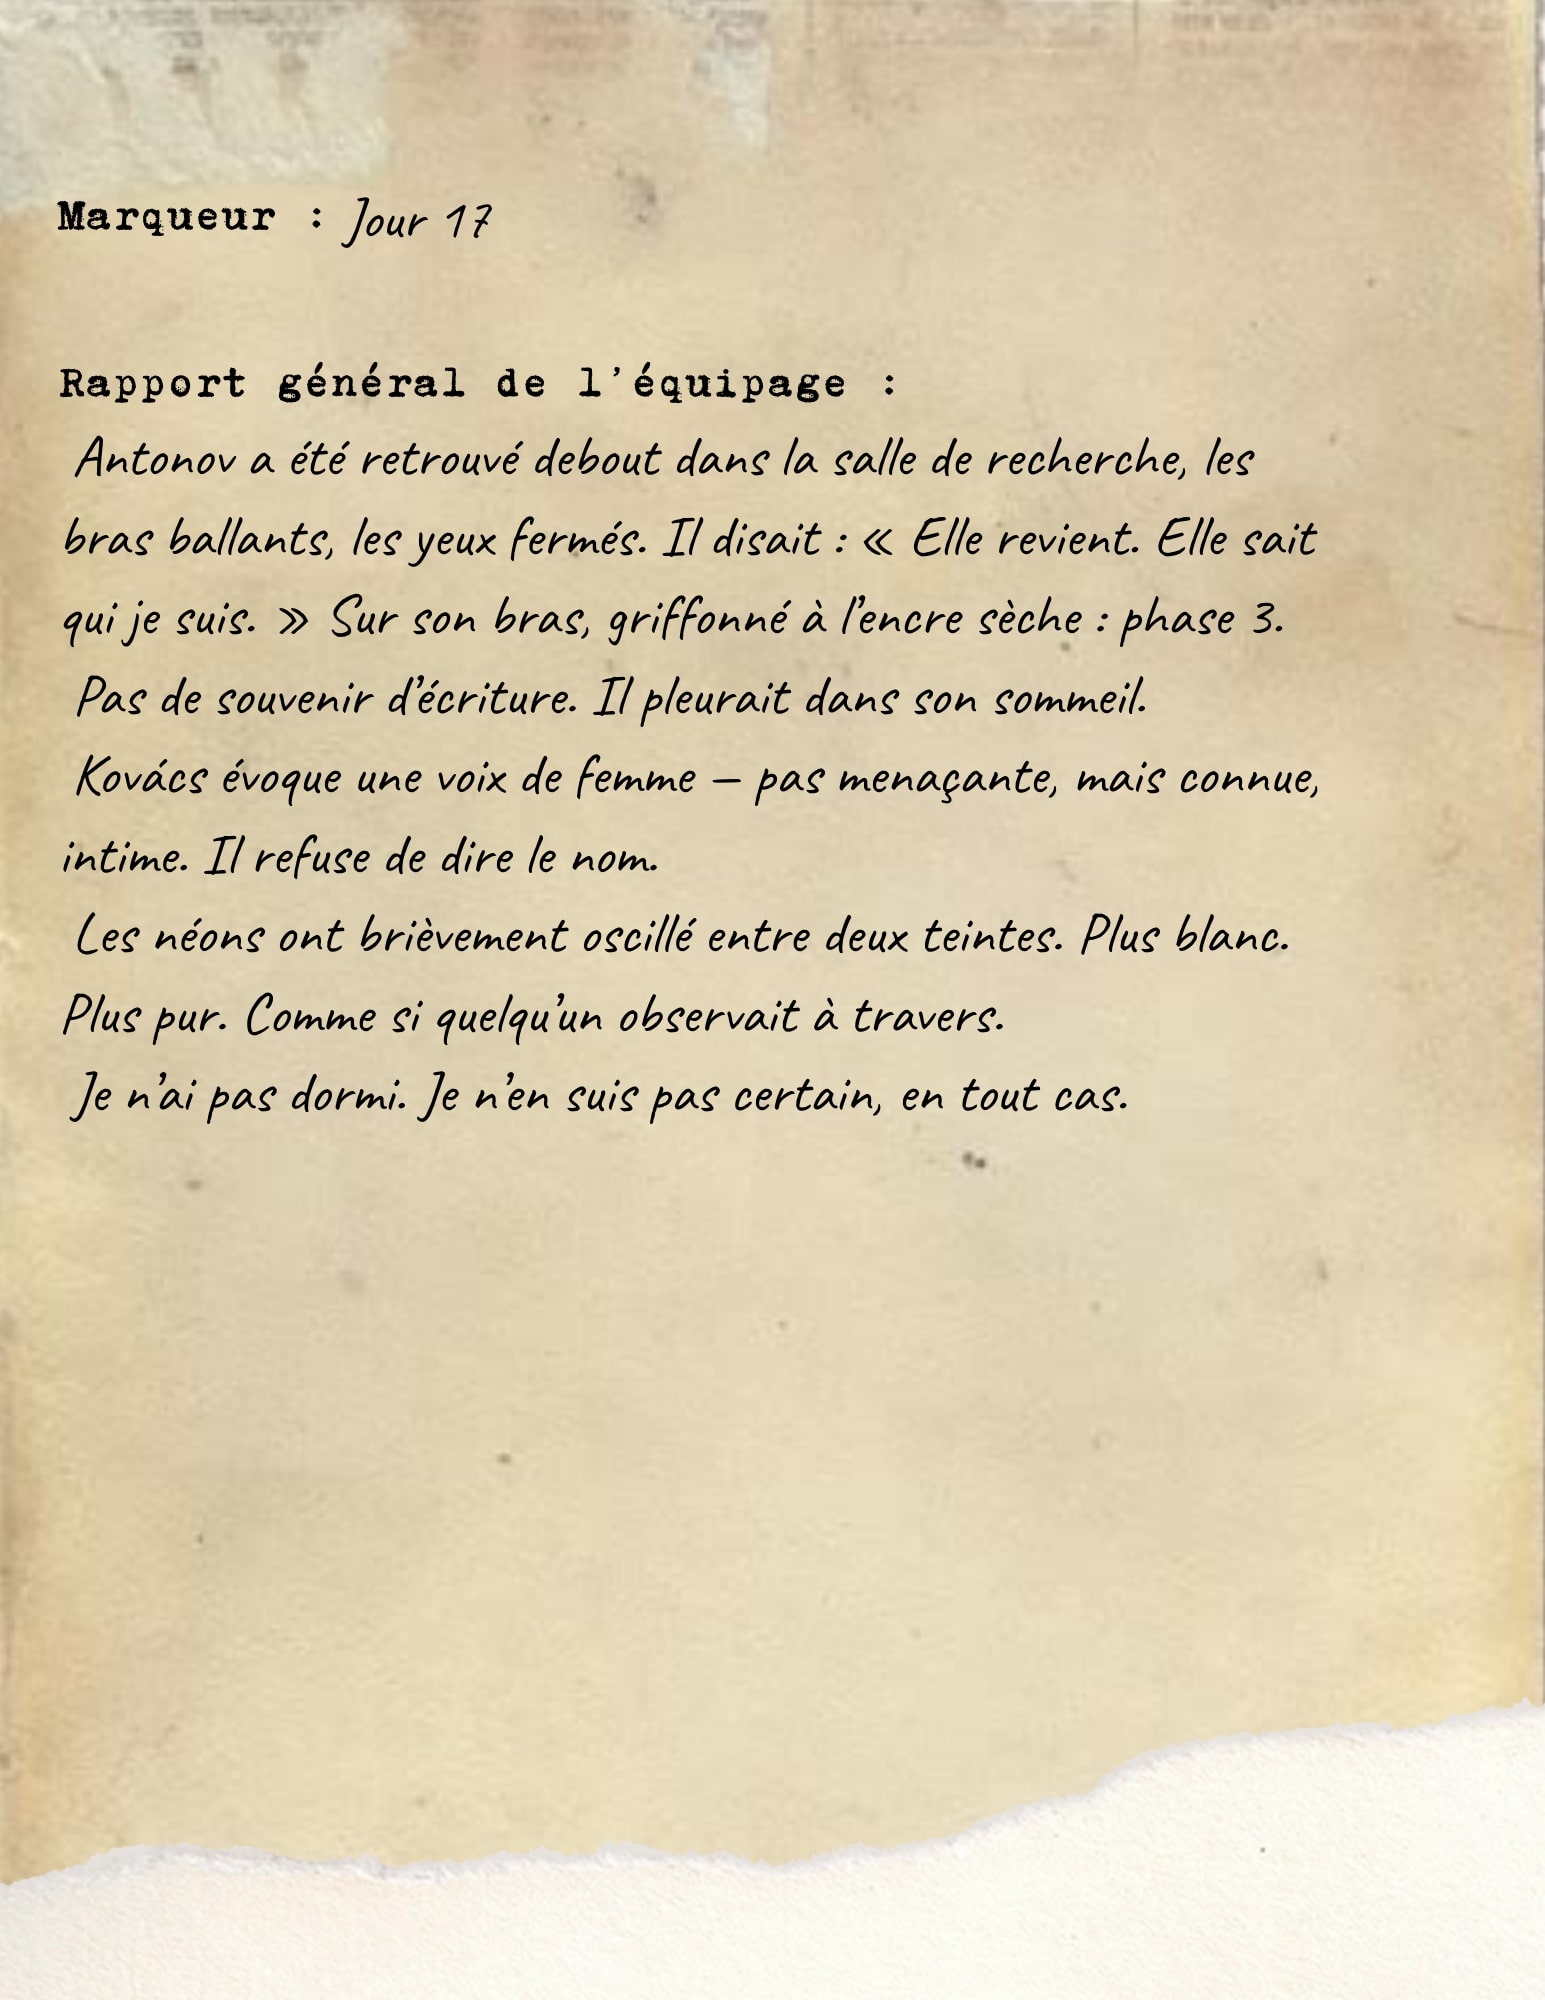 Marqueur : Jour 17
Rapport général de l'équipage :
Antonov a été retrouvé debout dans la salle de recherche, les
bras ballants, les yeux fermés. Il disait : « Elle revient. Elle sait
qui je suis. » Sur son bras, griffonné à l’encre sèche : phase 3.
Pas de souvenir d’écriture. Il pleurait dans son sommeil.
Kovács évoque une voix de femme — pas menaçante, mais connue,
intime. Il refuse de dire le nom.
Les néons ont brièvement oscillé entre deux teintes. Plus blanc.
Plus pur. Comme si quelqu’un observait à travers.
Je n’ai pas dormi. Je n’en suis pas certain, en tout cas.